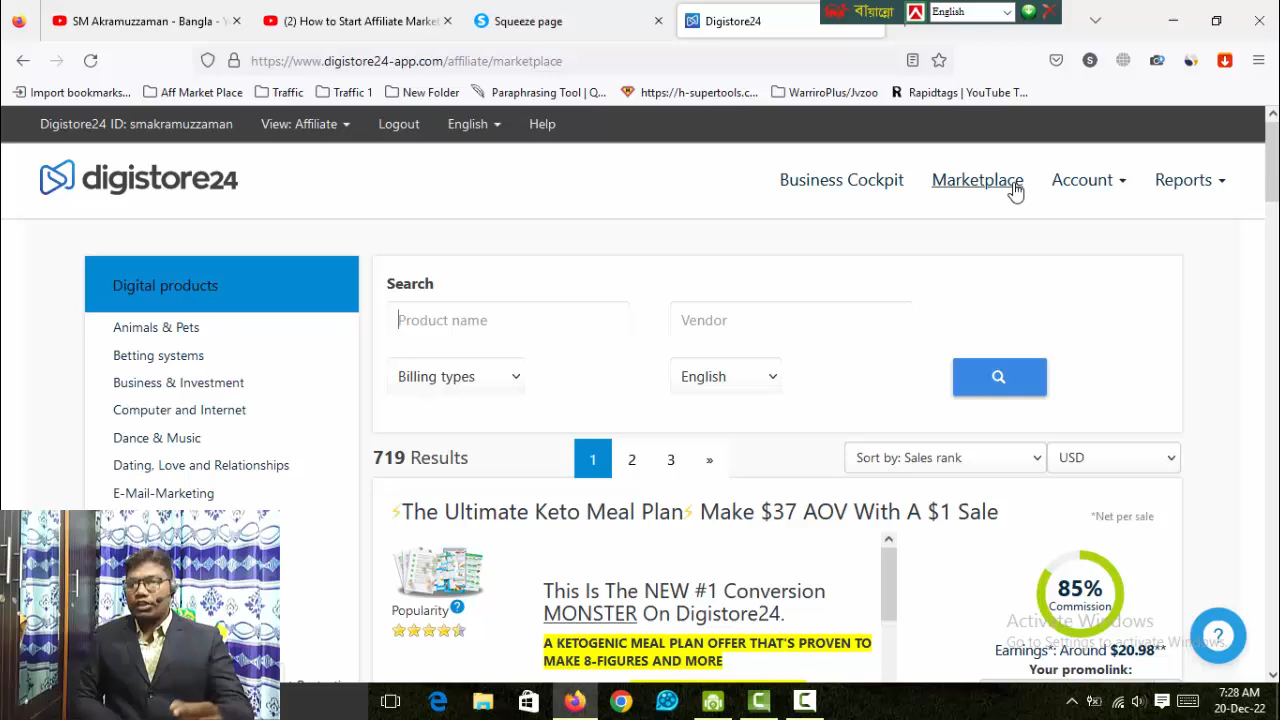 SM Akramuzzaman - Bangla - Y
(2) How to Start Affiliate Market
Squeeze page
Digistore24
বায়ান্নো
English
https://www.digistore24-app.com/affiliate/marketplace
Import bookmarks...
Aff Market Place
Traffic
Traffic 1
New Folder
Paraphrasing Tool | Q...
https://h-supertools.c...
WarriroPlus/Jvzoo
Rapidtags | YouTube T...
Digistore24 ID: smakramuzzaman
View: Affiliate
Logout
English
Help
digistore24
Business Cockpit
Marketplace
Account
Reports
Digital products
Animals & Pets
Betting systems
Business & Investment
Computer and Internet
Dance & Music
Dating, Love and Relationships
E-Mail-Marketing
Search
Product name
Vendor
Billing types
English
719 Results
1 2 3 »
Sort by: Sales rank
USD
⚡The Ultimate Keto Meal Plan⚡ Make $37 AOV With A $1 Sale
*Net per sale
Popularity
This Is The NEW #1 Conversion
MONSTER On Digistore24.
A KETOGENIC MEAL PLAN OFFER THAT'S PROVEN TO
MAKE 8-FIGURES AND MORE
85%
Commission
Activate Windows
Go to Settings to activate Windows.
Earnings*: Around $20.98**
Your promolink:
7:28 AM
20-Dec-22